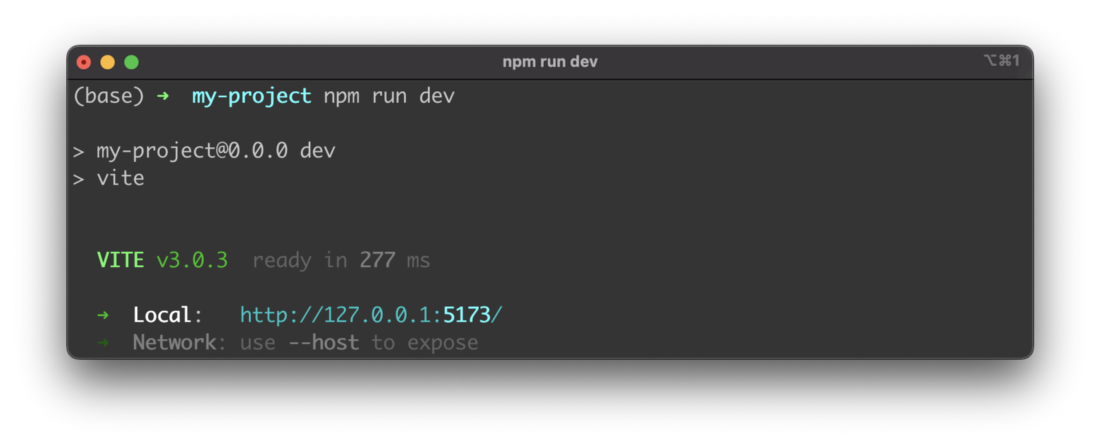 npm run dev ⌥⌘1
(base) ➜ my-project npm run dev
> my-project@0.0.0 dev
> vite
VITE v3.0.3 ready in 277 ms
➜ Local: http://127.0.0.1:5173/
➜ Network: use --host to expose